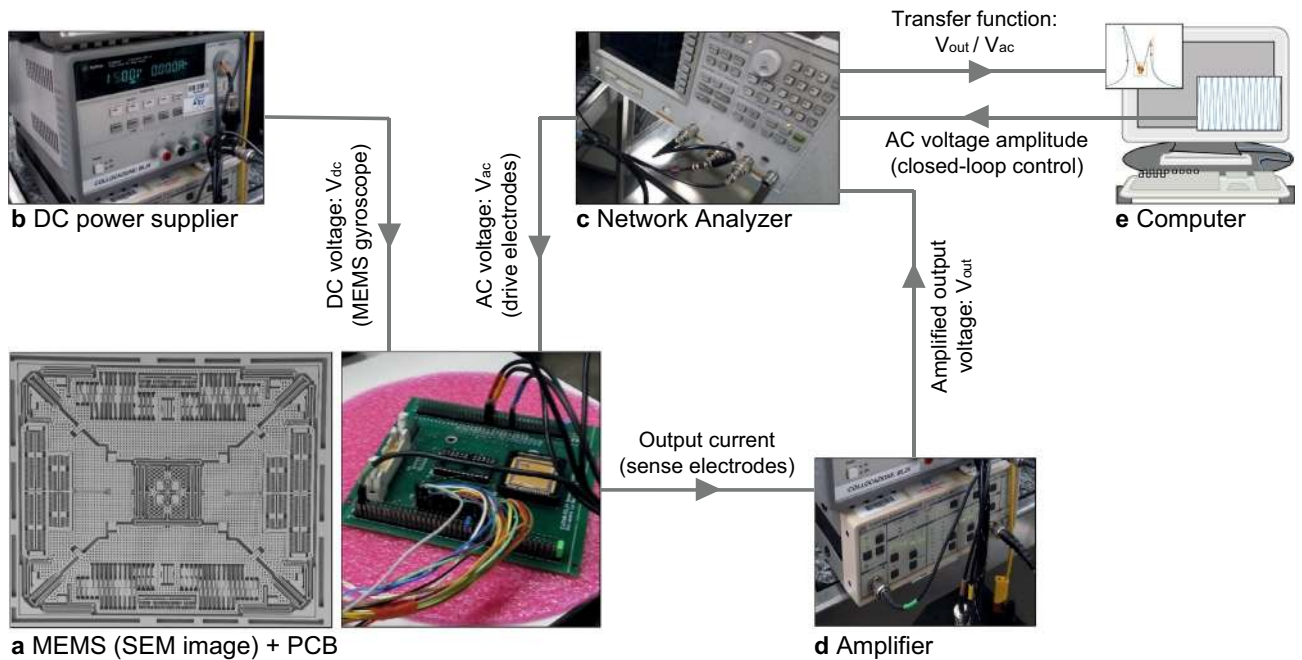 Transfer function:
Vout / Vac
AC voltage amplitude
(closed-loop control)
b DC power supplier
c Network Analyzer
e Computer
DC voltage: Vdc
(MEMS gyroscope)
AC voltage: Vac
(drive electrodes)
Amplified output
voltage: Vout
Output current
(sense electrodes)
a MEMS (SEM image) + PCB
d Amplifier